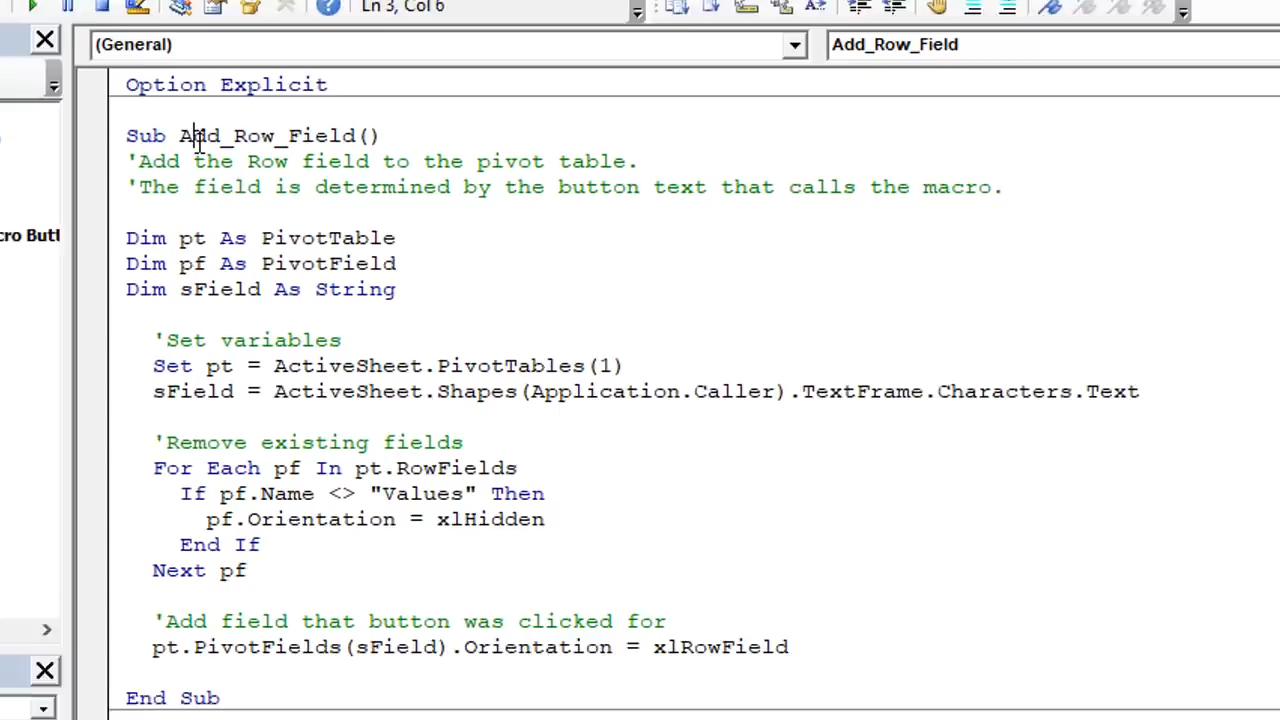 Ln 3, Col 6
(General)
Add_Row_Field
Option Explicit
Sub Add_Row_Field()
'Add the Row field to the pivot table.
'The field is determined by the button text that calls the macro.
cro Butt
Dim pt As PivotTable
Dim pf As PivotField
Dim sField As String
'Set variables
Set pt = ActiveSheet.PivotTables(1)
sField = ActiveSheet.Shapes(Application.Caller).TextFrame.Characters.Text
'Remove existing fields
For Each pf In pt.RowFields
If pf.Name <> "Values" Then
pf.Orientation = xlHidden
End If
Next pf
'Add field that button was clicked for
pt.PivotFields(sField).Orientation = xlRowField
End Sub